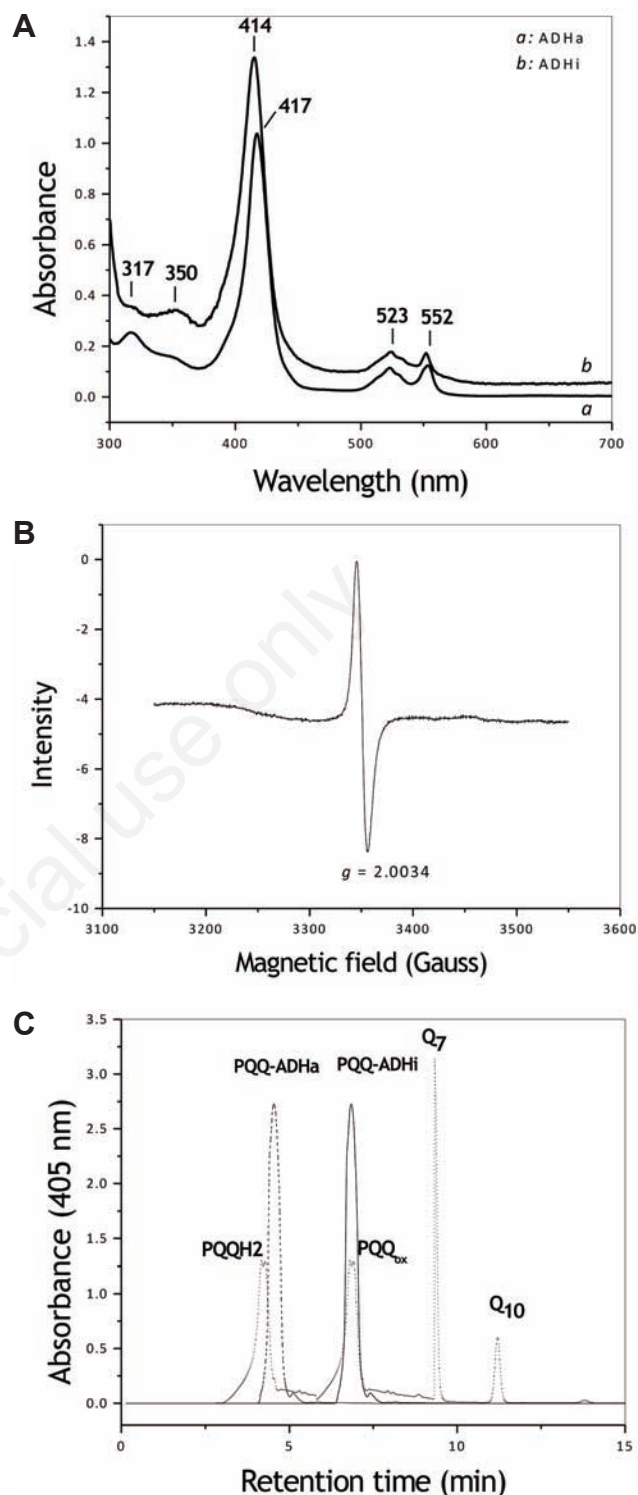 A
414
a: ADHa
b: ADHi
417
317
350
523
552
b
a
1.4
1.2
1.0
0.8
0.6
0.4
0.2
0.0
Absorbance
300
400
500
600
700
Wavelength (nm)
B
0
-2
-4
-6
-8
-10
Intensity
g = 2.0034
3100
3200
3300
3400
3500
3600
Magnetic field (Gauss)
cial use only
C
3.5
3.0
2.5
2.0
1.5
1.0
0.5
0.0
Absorbance (405 nm)
Q7
PQQ-ADHa
PQQ-ADHi
PQQH2
PQQox
Q10
0
5
10
15
Retention time (min)